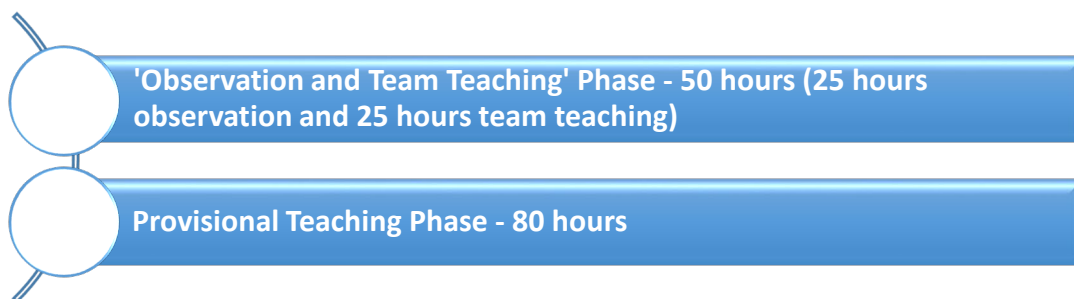 'Observation and Team Teaching' Phase - 50 hours (25 hours
observation and 25 hours team teaching)
Provisional Teaching Phase - 80 hours